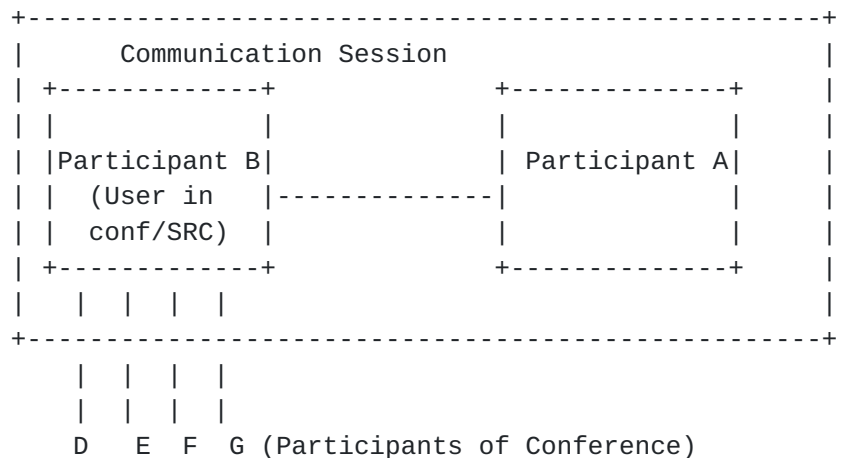 Communication Session
Participant B Participant A
(User in
conf/SRC)
D E F G (Participants of Conference)